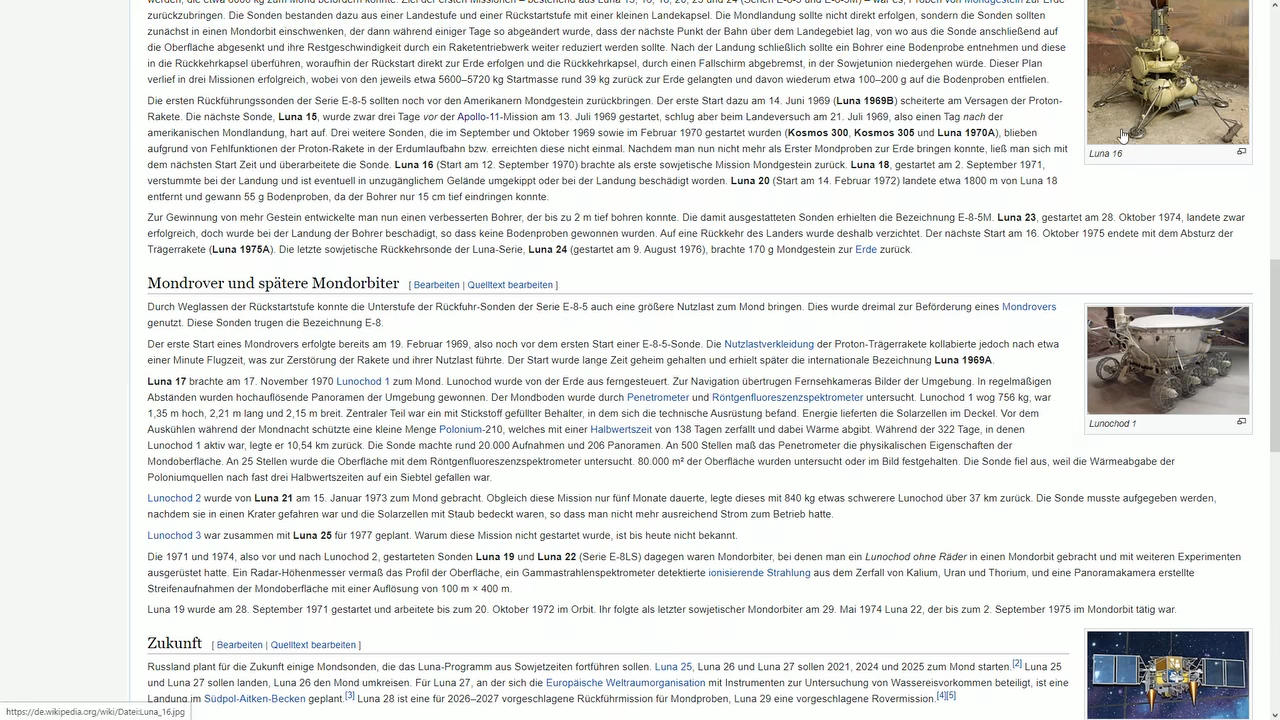 zurückzubringen. Die Sonden bestanden dazu aus einer Landestufe und einer Rückstartstufe mit einer kleinen Landekapsel. Die Mondlandung sollte nicht direkt erfolgen, sondern die Sonden sollten
zunächst in einen Mondorbit einschwenken, der dann während einiger Tage so abgeändert wurde, dass der nächste Punkt der Bahn über dem Landegebiet lag, von wo aus die Sonde anschließend auf
die Oberfläche abgesenkt und ihre Restgeschwindigkeit durch ein Raketentriebwerk weiter reduziert werden sollte. Nach der Landung schließlich sollte ein Bohrer eine Bodenprobe entnehmen und diese
in die Rückkehrkapsel überführen, woraufhin der Rückstart direkt zur Erde erfolgen und die Rückkehrkapsel, durch einen Fallschirm abgebremst, in der Sowjetunion niedergehen würde. Dieser Plan
verlief in drei Missionen erfolgreich, wobei von den jeweils etwa 5600–5720 kg Startmasse rund 39 kg zurück zur Erde gelangten und davon wiederum etwa 100–200 g auf die Bodenproben entfielen.
Die ersten Rückführungssonden der Serie E-8-5 sollten noch vor den Amerikanern Mondgestein zurückbringen. Der erste Start dazu am 14. Juni 1969 (Luna 1969B) scheiterte am Versagen der Proton-
Rakete. Die nächste Sonde, Luna 15, wurde zwar drei Tage vor der Apollo-11-Mission am 13. Juli 1969 gestartet, schlug aber beim Landeversuch am 21. Juli 1969, also einen Tag nach der
amerikanischen Mondlandung, hart auf. Drei weitere Sonden, die im September und Oktober 1969 sowie im Februar 1970 gestartet wurden (Kosmos 300, Kosmos 305 und Luna 1970A), blieben
aufgrund von Fehlfunktionen der Proton-Rakete in der Erdumlaufbahn bzw. erreichten diese nicht einmal. Nachdem man nun nicht mehr als Erster Mondproben zur Erde bringen konnte, ließ man sich mit
dem nächsten Start Zeit und überarbeitete die Sonde. Luna 16 (Start am 12. September 1970) brachte als erste sowjetische Mission Mondgestein zurück. Luna 18, gestartet am 2. September 1971,
verstummte bei der Landung und ist eventuell in unzugänglichem Gelände umgekippt oder bei der Landung beschädigt worden. Luna 20 (Start am 14. Februar 1972) landete etwa 1800 m von Luna 18
entfernt und gewann 55 g Bodenproben, da der Bohrer nur 15 cm tief eindringen konnte.
Luna 16
Zur Gewinnung von mehr Gestein entwickelte man nun einen verbesserten Bohrer, der bis zu 2 m tief bohren konnte. Die damit ausgestatteten Sonden erhielten die Bezeichnung E-8-5M. Luna 23, gestartet am 28. Oktober 1974, landete zwar
erfolgreich, doch wurde bei der Landung der Bohrer beschädigt, so dass keine Bodenproben gewonnen wurden. Auf eine Rückkehr des Landers wurde deshalb verzichtet. Der nächste Start am 16. Oktober 1975 endete mit dem Absturz der
Trägerrakete (Luna 1975A). Die letzte sowjetische Rückkehrsonde der Luna-Serie, Luna 24 (gestartet am 9. August 1976), brachte 170 g Mondgestein zur Erde zurück.
Mondrover und spätere Mondorbiter [ Bearbeiten | Quelltext bearbeiten ]
Durch Weglassen der Rückstartstufe konnte die Unterstufe der Rückfuhr-Sonden der Serie E-8-5 auch eine größere Nutzlast zum Mond bringen. Dies wurde dreimal zur Beförderung eines Mondrovers
genutzt. Diese Sonden trugen die Bezeichnung E-8.
Der erste Start eines Mondrovers erfolgte bereits am 19. Februar 1969, also noch vor dem ersten Start einer E-8-5-Sonde. Die Nutzlastverkleidung der Proton-Trägerrakete kollabierte jedoch nach etwa
einer Minute Flugzeit, was zur Zerstörung der Rakete und ihrer Nutzlast führte. Der Start wurde lange Zeit geheim gehalten und erhielt später die internationale Bezeichnung Luna 1969A.
Luna 17 brachte am 17. November 1970 Lunochod 1 zum Mond. Lunochod wurde von der Erde aus ferngesteuert. Zur Navigation übertrugen Fernsehkameras Bilder der Umgebung. In regelmäßigen
Abständen wurden hochauflösende Panoramen der Umgebung gewonnen. Der Mondboden wurde durch Penetrometer und Röntgenfluoreszenzspektrometer untersucht. Lunochod 1 wog 756 kg, war
1,35 m hoch, 2,21 m lang und 2,15 m breit. Zentraler Teil war ein mit Stickstoff gefüllter Behälter, in dem sich die technische Ausrüstung befand. Energie lieferten die Solarzellen im Deckel. Vor dem
Auskühlen während der Mondnacht schützte eine kleine Menge Polonium-210, welches mit einer Halbwertszeit von 138 Tagen zerfällt und dabei Wärme abgibt. Während der 322 Tage, in denen
Lunochod 1 aktiv war, legte er 10,54 km zurück. Die Sonde machte rund 20.000 Aufnahmen und 206 Panoramen. An 500 Stellen maß das Penetrometer die physikalischen Eigenschaften der
Mondoberfläche. An 25 Stellen wurde die Oberfläche mit dem Röntgenfluoreszenzspektrometer untersucht. 80.000 m² der Oberfläche wurden untersucht oder im Bild festgehalten. Die Sonde fiel aus, weil die Wärmeabgabe der
Poloniumquellen nach fast drei Halbwertszeiten auf ein Siebtel gefallen war.
Lunochod 1
Lunochod 2 wurde von Luna 21 am 15. Januar 1973 zum Mond gebracht. Obgleich diese Mission nur fünf Monate dauerte, legte dieses mit 840 kg etwas schwerere Lunochod über 37 km zurück. Die Sonde musste aufgegeben werden,
nachdem sie in einen Krater gefahren war und die Solarzellen mit Staub bedeckt waren, so dass man nicht mehr ausreichend Strom zum Betrieb hatte.
Lunochod 3 war zusammen mit Luna 25 für 1977 geplant. Warum diese Mission nicht gestartet wurde, ist bis heute nicht bekannt.
Die 1971 und 1974, also vor und nach Lunochod 2, gestarteten Sonden Luna 19 und Luna 22 (Serie E-8LS) dagegen waren Mondorbiter, bei denen man ein Lunochod ohne Räder in einen Mondorbit gebracht und mit weiteren Experimenten
ausgerüstet hatte. Ein Radar-Höhenmesser vermaß das Profil der Oberfläche, ein Gammastrahlenspektrometer detektierte ionisierende Strahlung aus dem Zerfall von Kalium, Uran und Thorium, und eine Panoramakamera erstellte
Streifenaufnahmen der Mondoberfläche mit einer Auflösung von 100 m × 400 m.
Luna 19 wurde am 28. September 1971 gestartet und arbeitete bis zum 20. Oktober 1972 im Orbit. Ihr folgte als letzter sowjetischer Mondorbiter am 29. Mai 1974 Luna 22, der bis zum 2. September 1975 im Mondorbit tätig war.
Zukunft [ Bearbeiten | Quelltext bearbeiten ]
Russland plant für die Zukunft einige Mondsonden, die das Luna-Programm aus Sowjetzeiten fortführen sollen. Luna 25, Luna 26 und Luna 27 sollen 2021, 2024 und 2025 zum Mond starten.[2] Luna 25
und Luna 27 sollen landen, Luna 26 den Mond umkreisen. Für Luna 27, an der sich die Europäische Weltraumorganisation mit Instrumenten zur Untersuchung von Wassereisvorkommen beteiligt, ist eine
Landung im Südpol-Aitken-Becken geplant.[3] Luna 28 ist eine für 2026–2027 vorgeschlagene Rückführmission für Mondproben, Luna 29 eine vorgeschlagene Rovermission.[4][5]
https://de.wikipedia.org/wiki/Datei:Luna_16.jpg